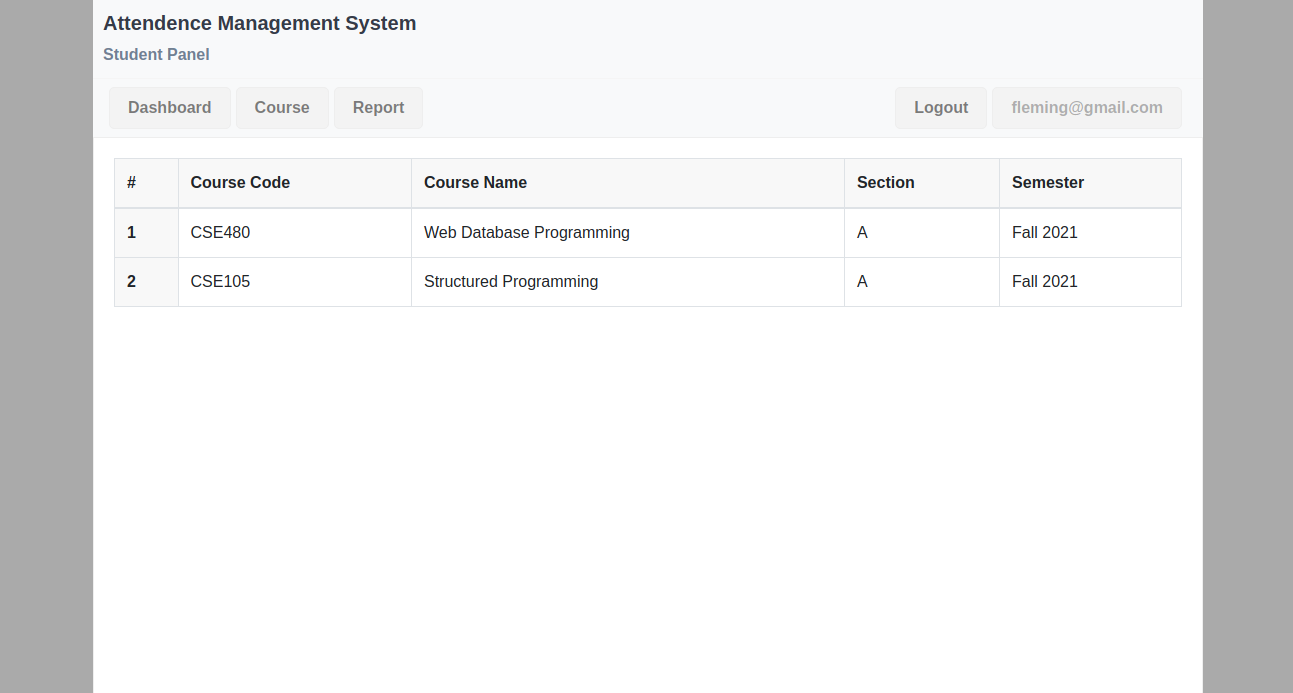 Attendence Management System
Student Panel
Dashboard Course Report Logout fleming@gmail.com
# Course Code Course Name Section Semester
1 CSE480 Web Database Programming A Fall 2021
2 CSE105 Structured Programming A Fall 2021